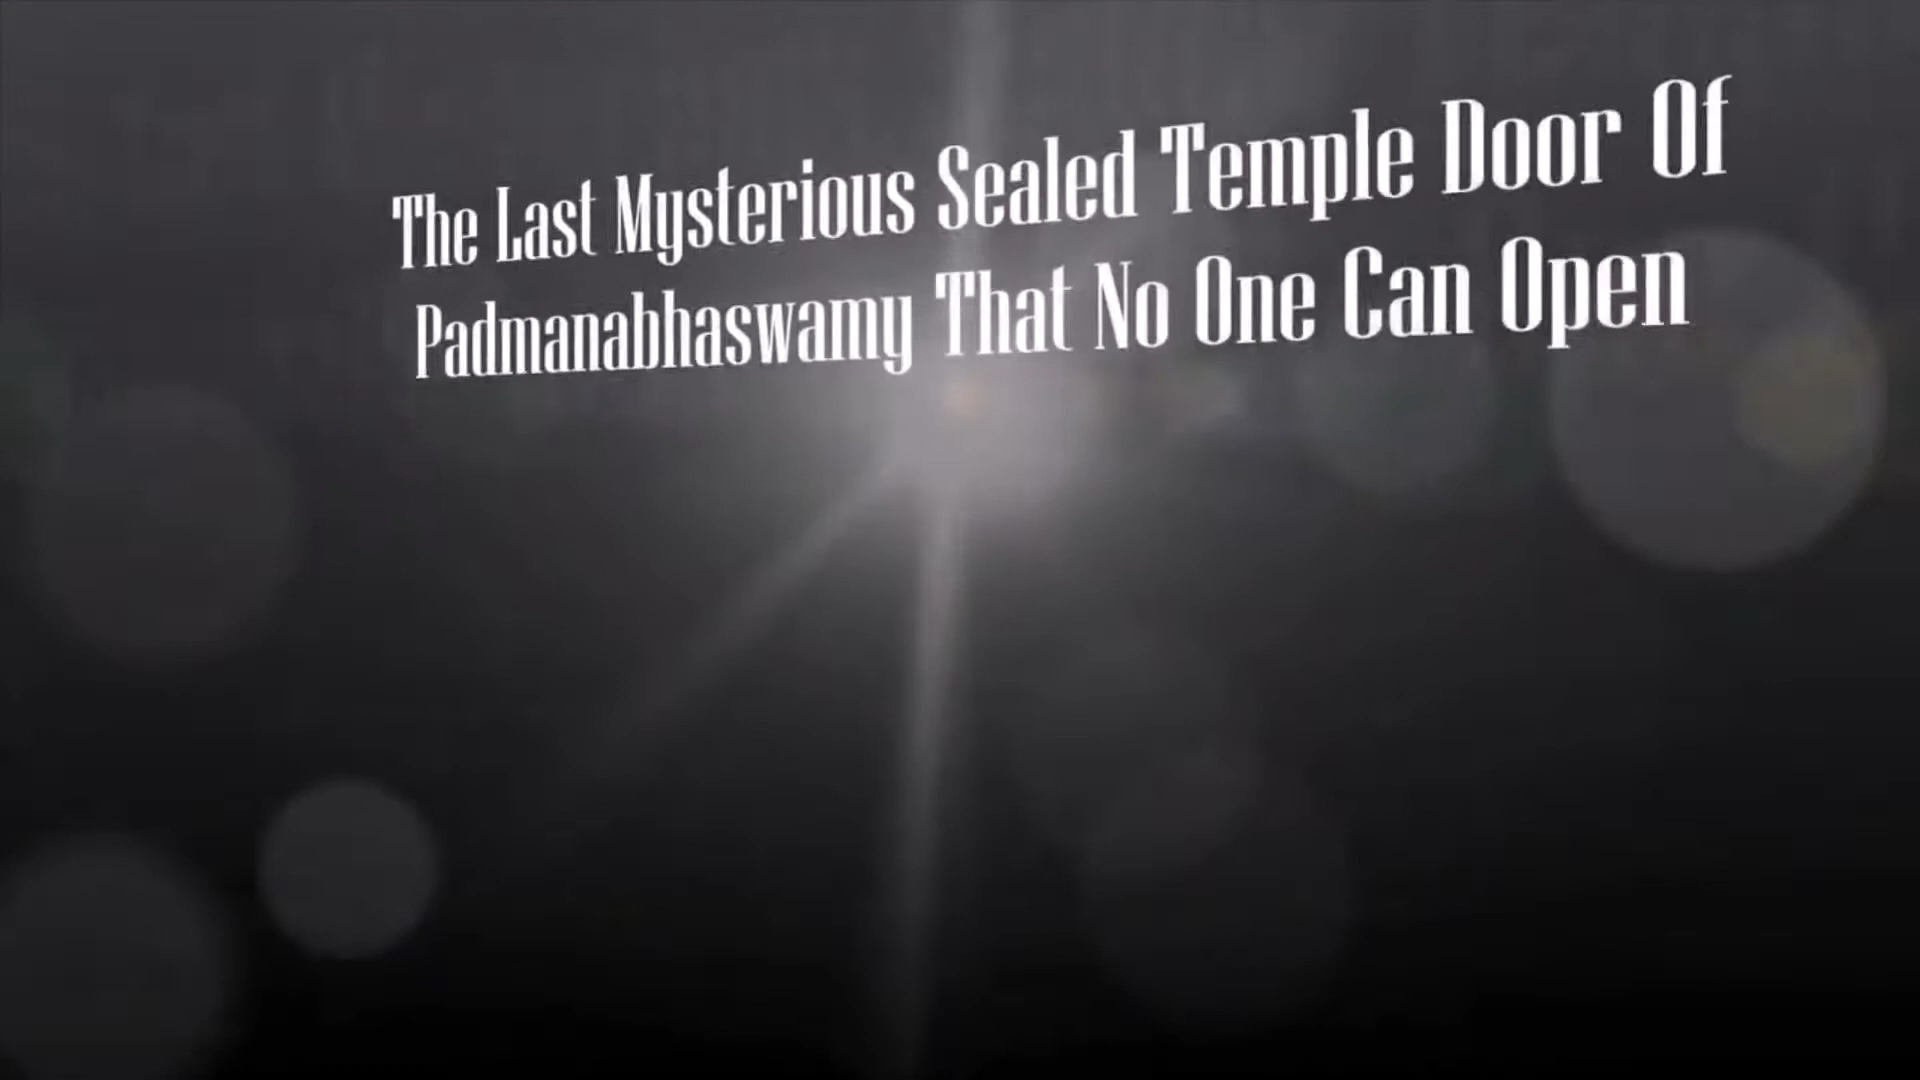 The Last Mysterious Sealed Temple Door Of
Padmanabhaswamy That No One Can Open